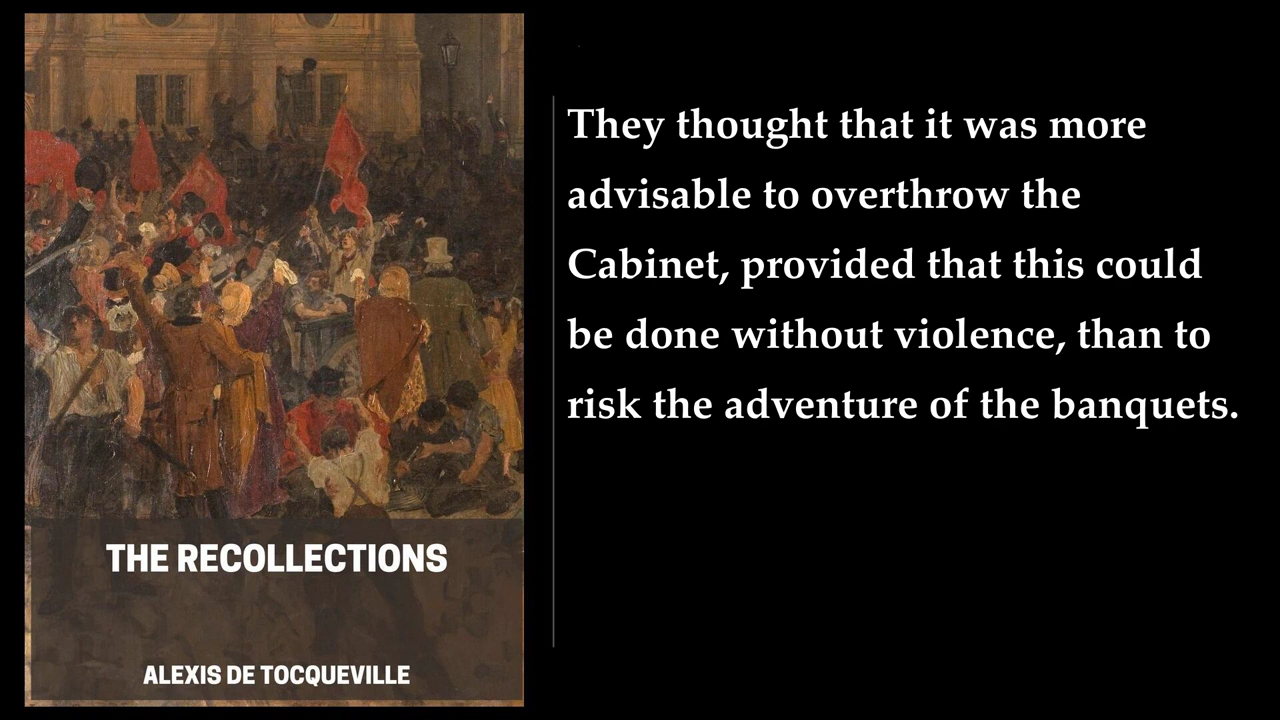 They thought that it was more
advisable to overthrow the
Cabinet, provided that this could
be done without violence, than to
risk the adventure of the banquets.
THE RECOLLECTIONS
ALEXIS DE TOCQUEVILLE